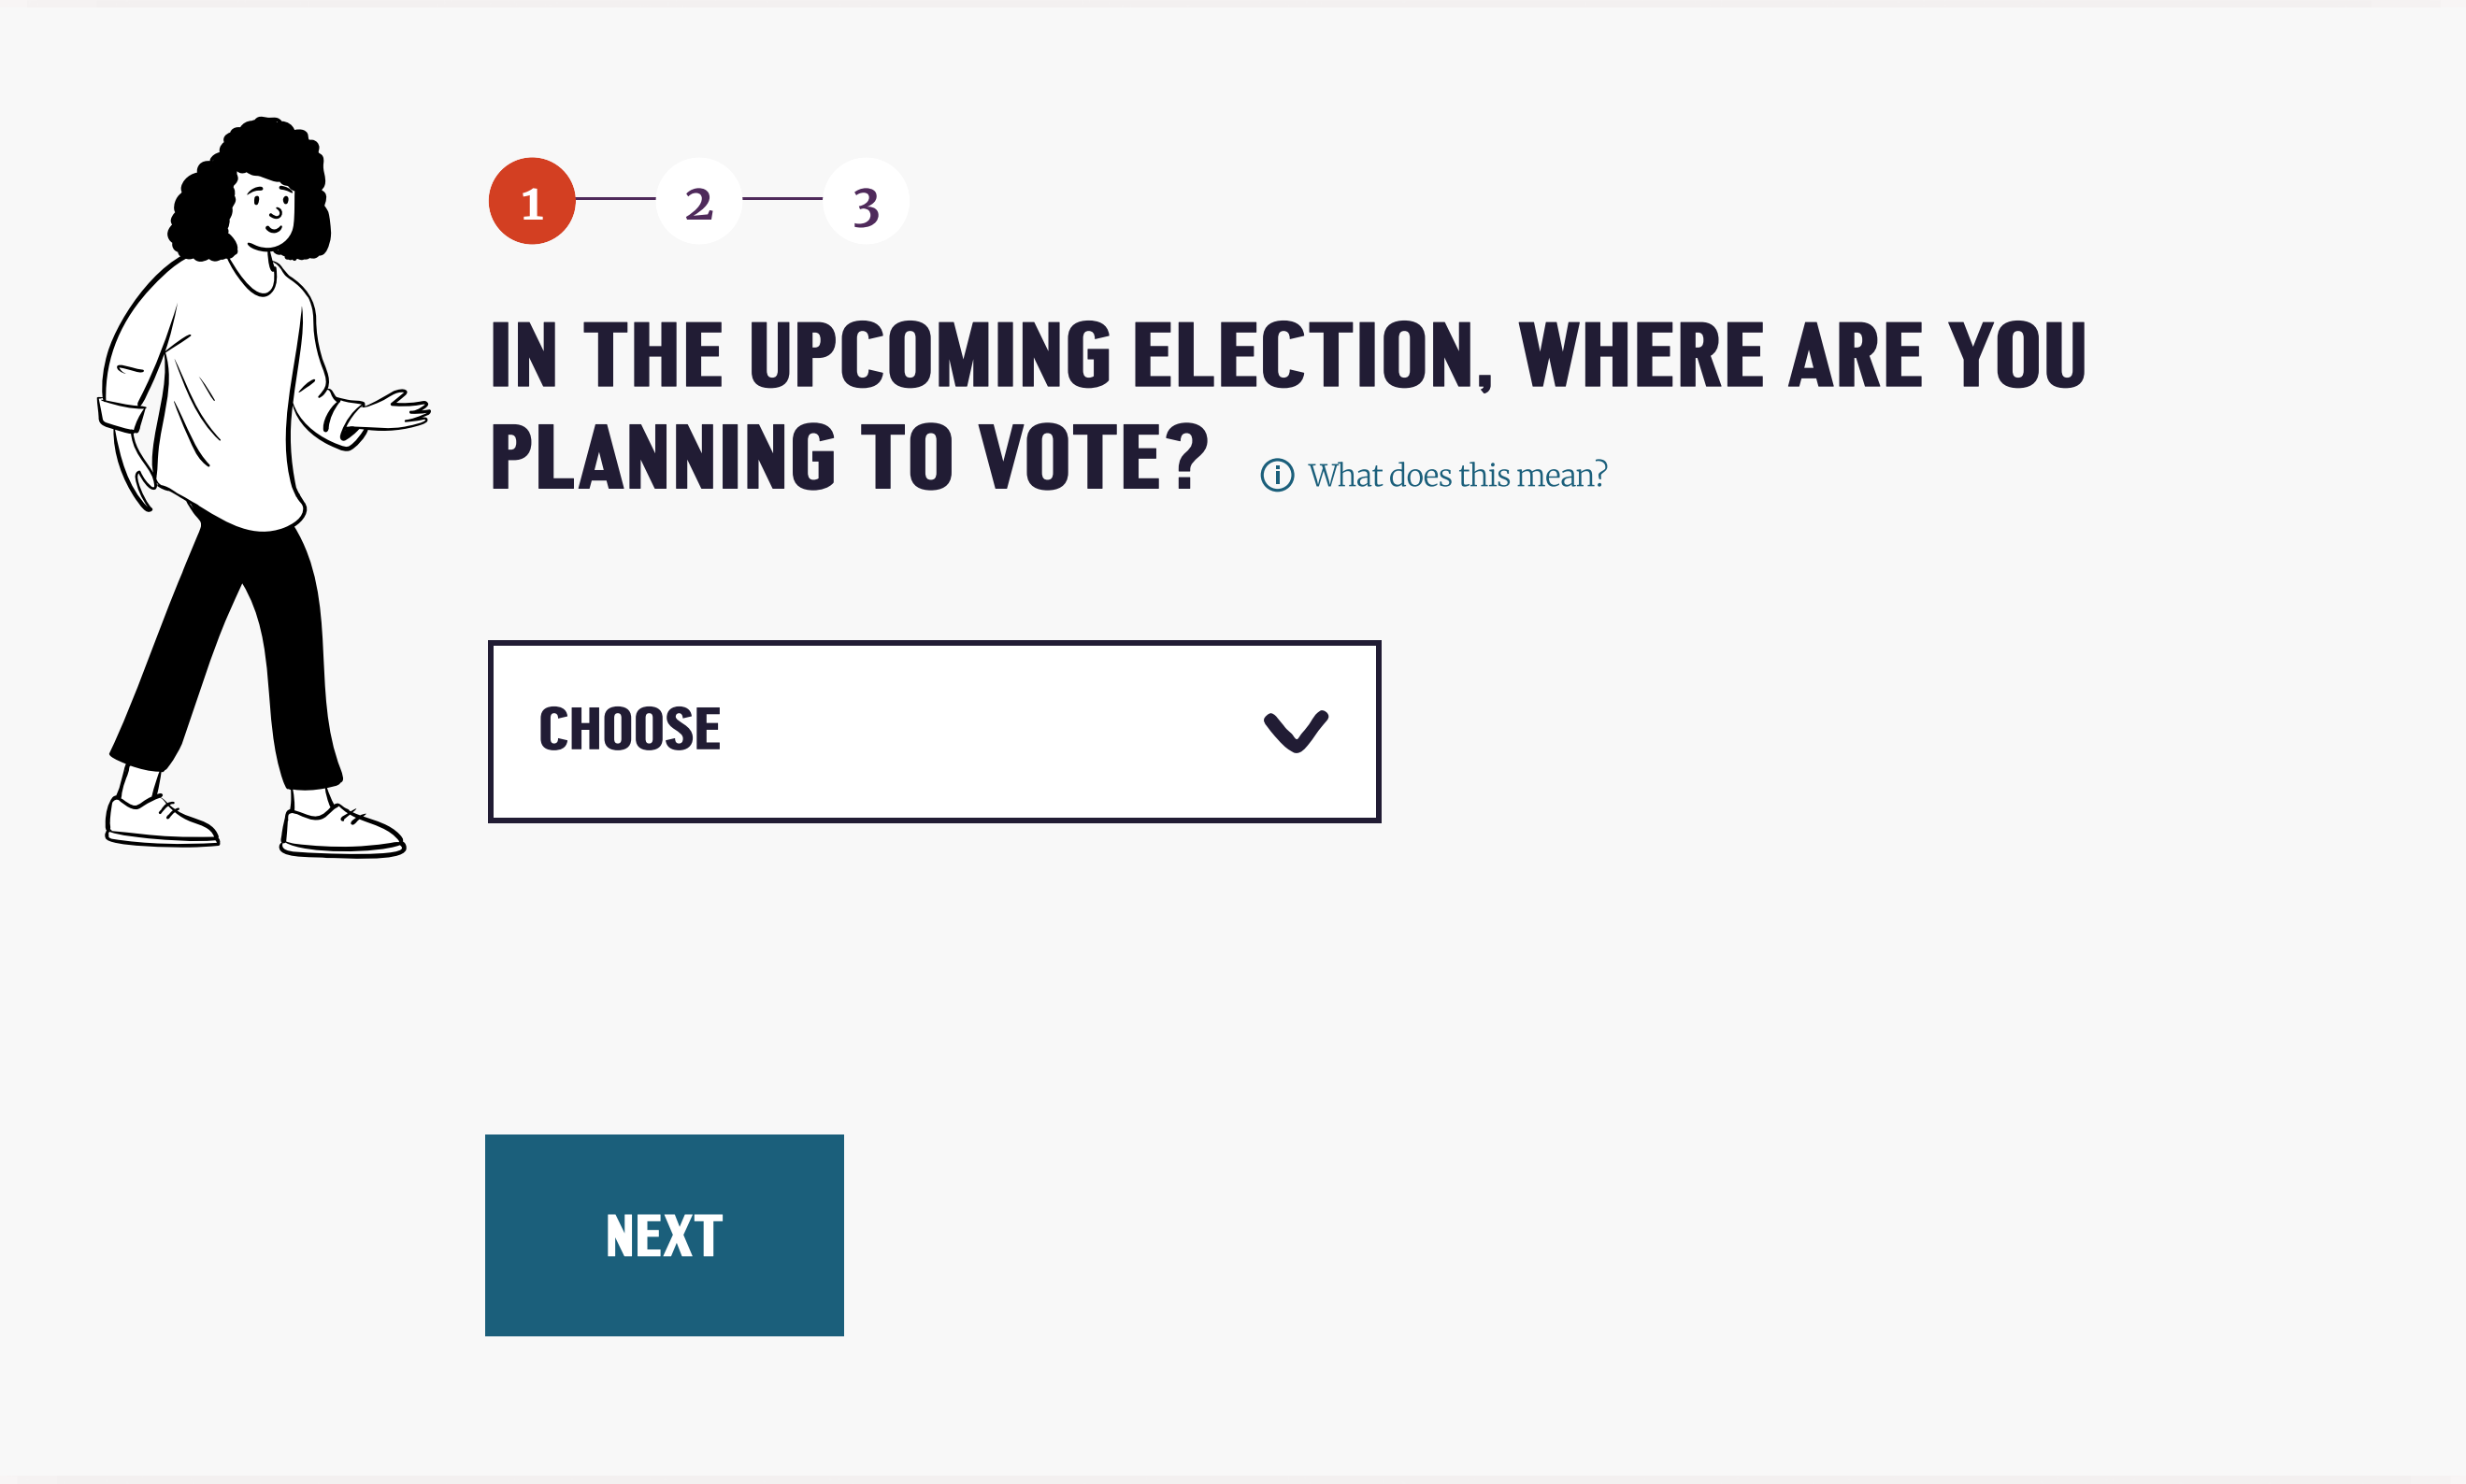 1 2 3
IN THE UPCOMING ELECTION, WHERE ARE YOU
PLANNING TO VOTE? i What does this mean?
CHOOSE
NEXT